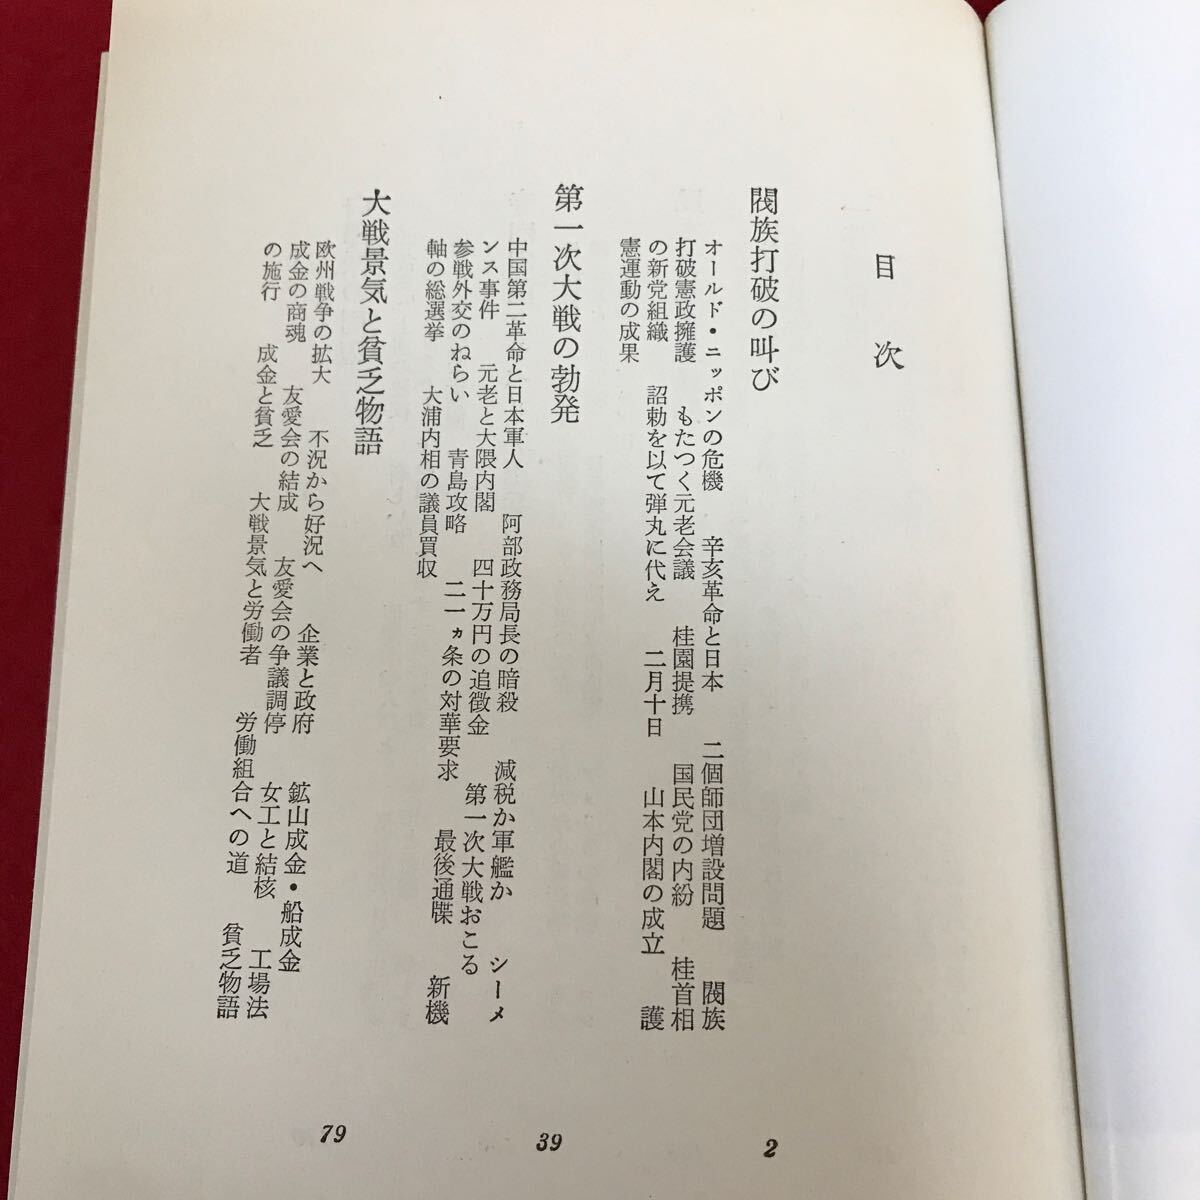 目次
閥族打破の叫び
オールド・ニッポンの危機　辛亥革命と日本　二個師団増設問題　閥族
打破憲政擁護　もたつく元老会議　桂園提携　国民党の内紛　桂首相
の新党組織　詔勅を以て弾丸に代え　二月十日　山本内閣の成立　護
憲運動の成果
2
第一次大戦の勃発
中国第二革命と日本軍人　阿部政務局長の暗殺　減税か軍艦か　シーメ
ンス事件　元老と大隈内閣　四十万円の追徴金　第一次大戦おこる
参戦外交のねらい　青島攻略　二一ヵ条の対華要求　最後通牒　新機
軸の総選挙　大浦内相の議員買収
39
大戦景気と貧乏物語
欧州戦争の拡大　不況から好況へ　企業と政府　鉱山成金・船成金
成金の商魂　友愛会の結成　友愛会の争議調停　女工と結核　工場法
の施行　成金と貧乏　大戦景気と労働者　労働組合への道　貧乏物語
79